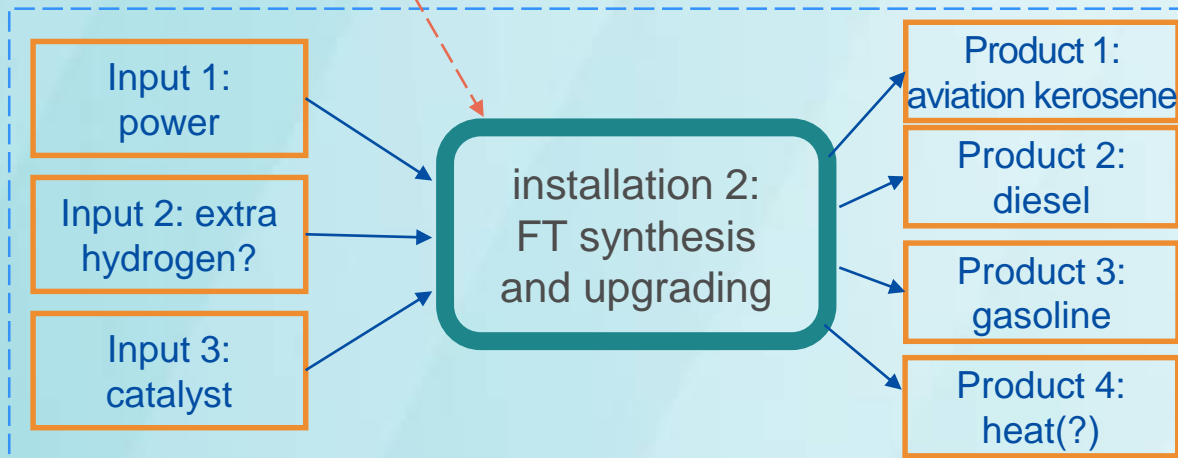 Input 1:
power
Input 2: extra
hydrogen?
Input 3:
catalyst
installation 2:
FT synthesis
and upgrading
Product 1:
aviation kerosene
Product 2:
diesel
Product 3:
gasoline
Product 4:
heat(?)